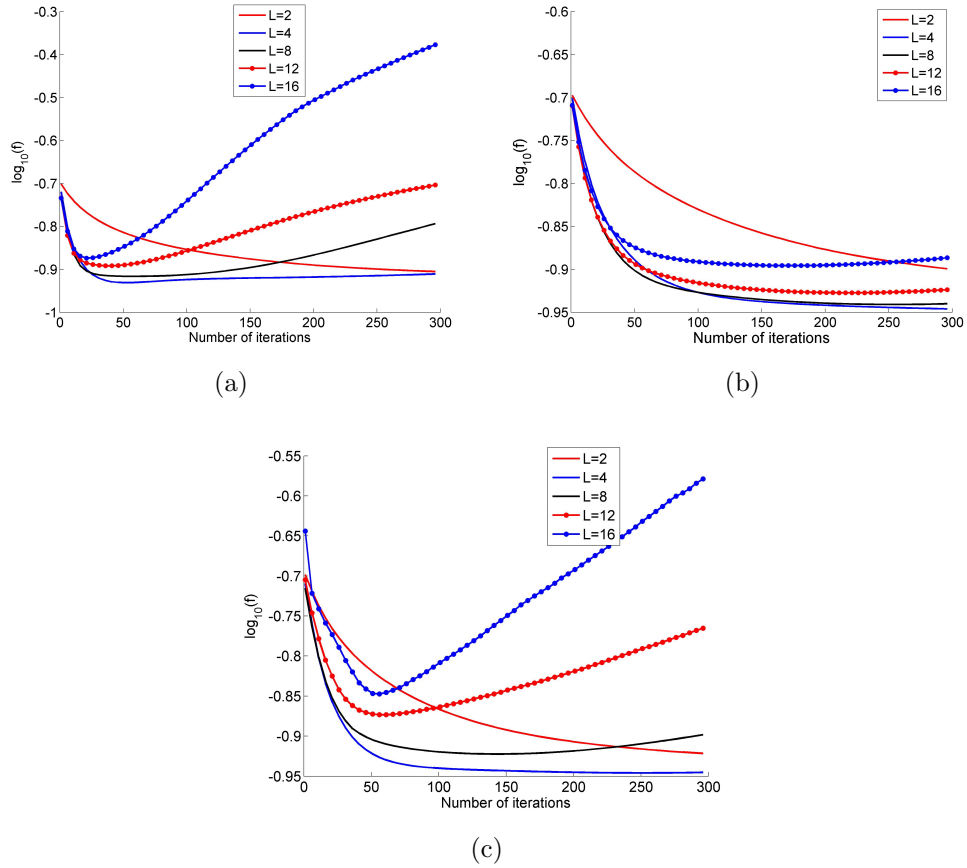 -0.3
-0.4
-0.5
-0.6
-0.7
-0.8
-0.9
-1
0
50
100
150
200
250
300
log10(f)
Number of iterations
L=2
L=4
L=8
L=12
L=16
(a)
-0.6
-0.65
-0.7
-0.75
-0.8
-0.85
-0.9
-0.95
0
50
100
150
200
250
300
log10(f)
Number of iterations
L=2
L=4
L=8
L=12
L=16
(b)
-0.55
-0.6
-0.65
-0.7
-0.75
-0.8
-0.85
-0.9
-0.95
0
50
100
150
200
250
300
log10(f)
Number of iterations
L=2
L=4
L=8
L=12
L=16
(c)